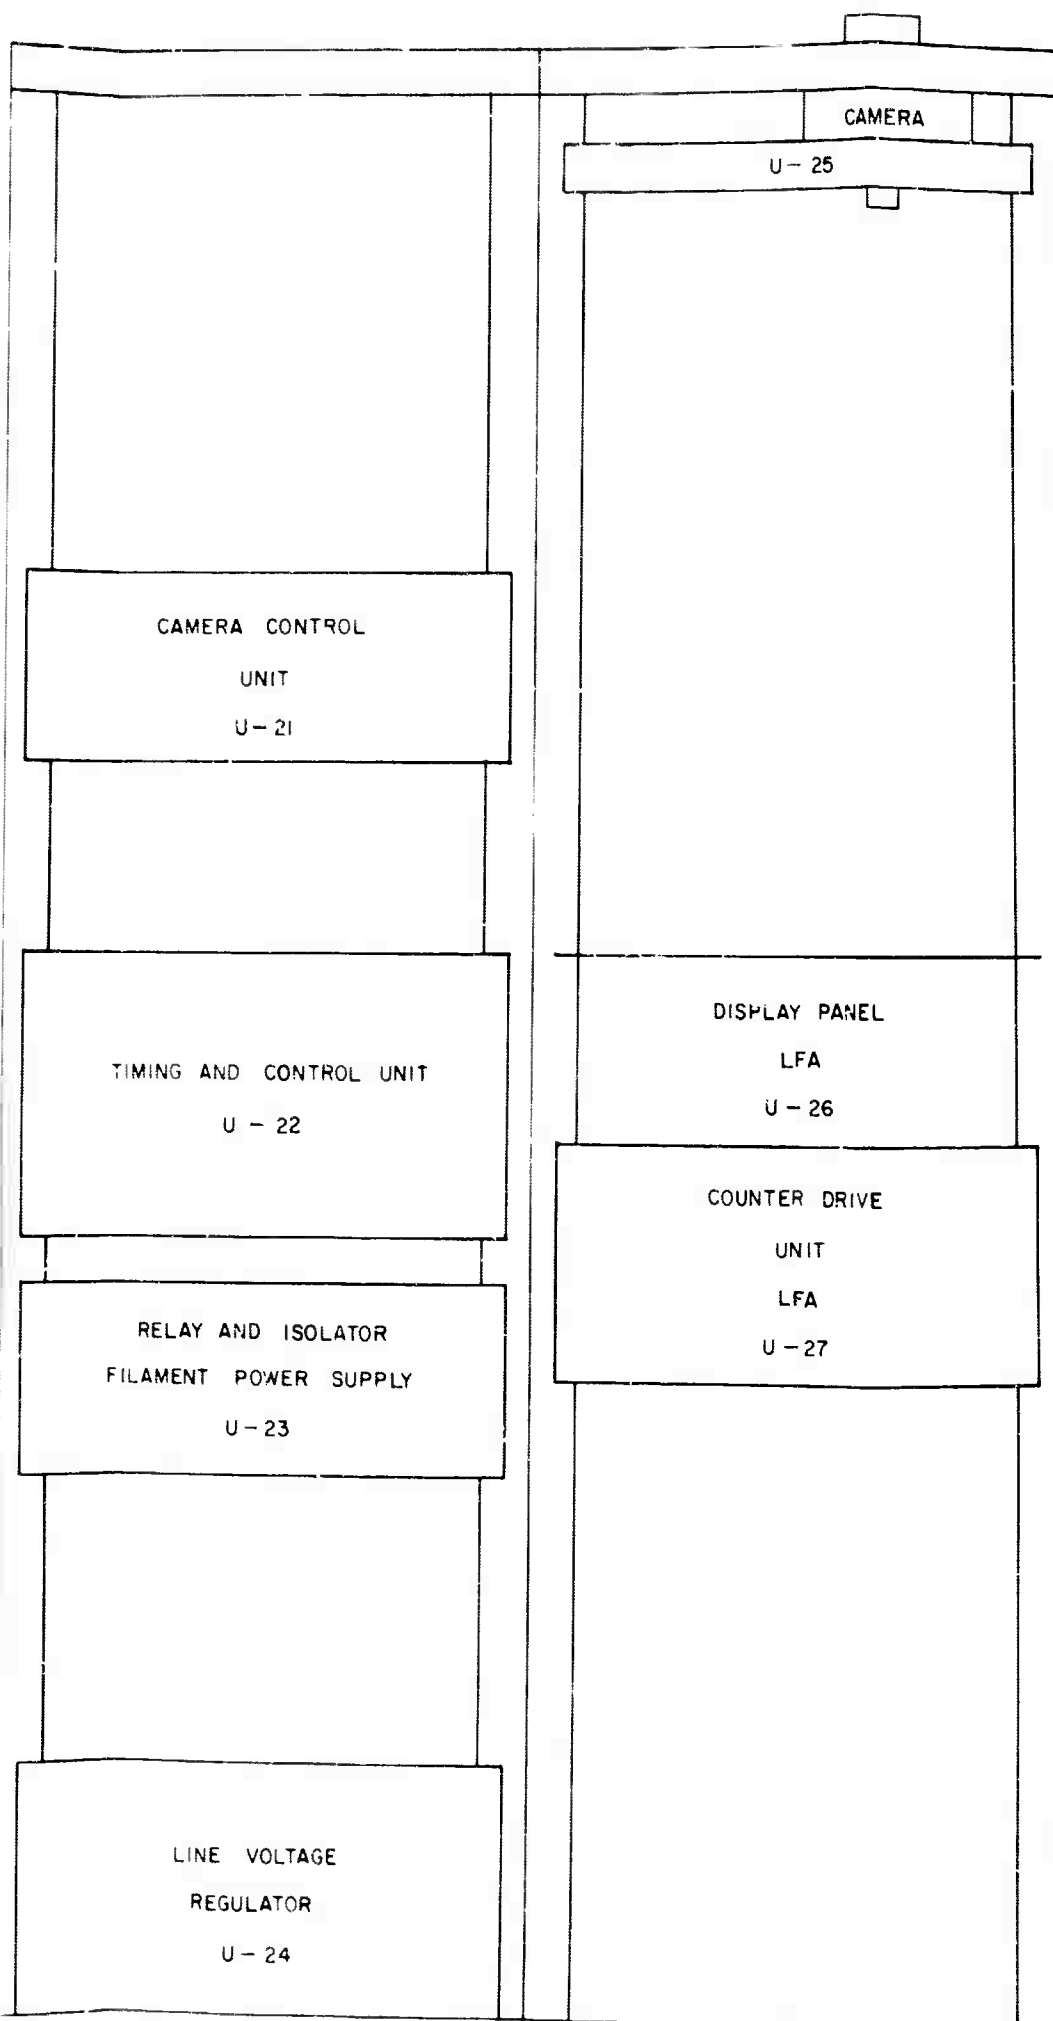 CAMERA
U-25
CAMERA CONTROL
UNIT
U-21
TIMING AND CONTROL UNIT
U-22
RELAY AND ISOLATOR
FILAMENT POWER SUPPLY
U-23
LINE VOLTAGE
REGULATOR
U-24
DISPLAY PANEL
LFA
U-26
COUNTER DRIVE
UNIT
LFA
U-27